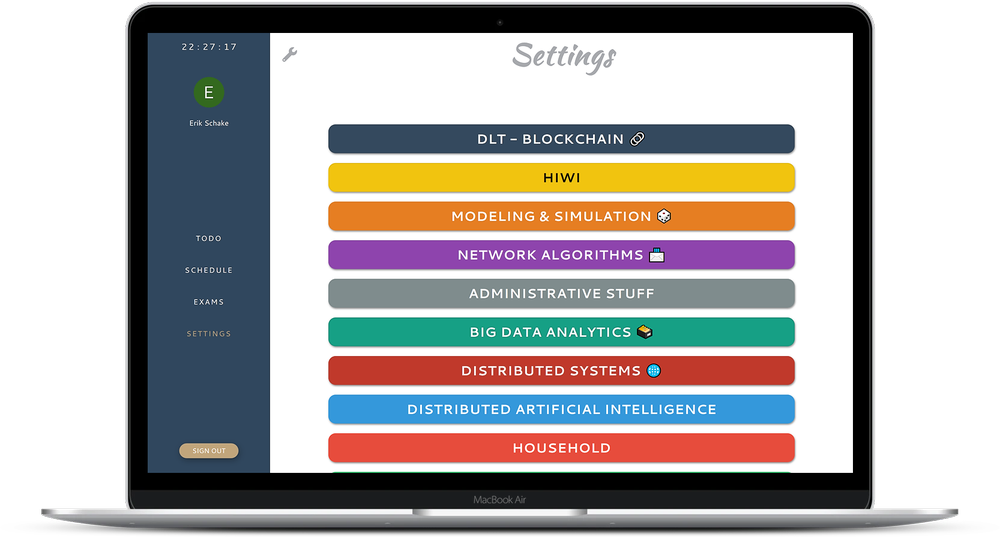 22:27:17
E
Erik Schake
TODO
SCHEDULE
EXAMS
SETTINGS
SIGN OUT
Settings
DLT – BLOCKCHAIN
HIWI
MODELING & SIMULATION
NETWORK ALGORITHMS
ADMINISTRATIVE STUFF
BIG DATA ANALYTICS
DISTRIBUTED SYSTEMS
DISTRIBUTED ARTIFICIAL INTELLIGENCE
HOUSEHOLD
MacBook Air